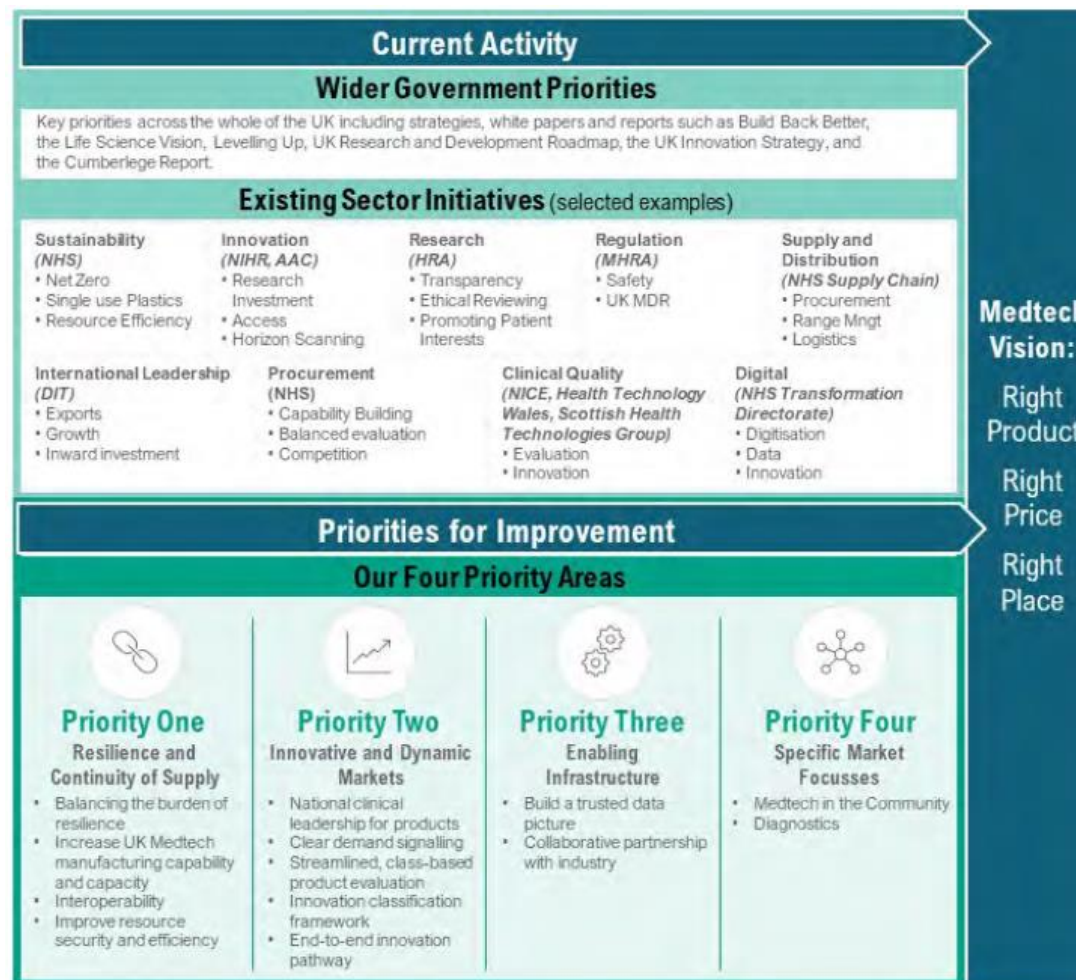 Current Activity
Wider Government Priorities
Key priorities across the whole of the UK including strategies, white papers and reports such as Build Back Better,
the Life Science Vision, Levelling Up, UK Research and Development Roadmap, the UK Innovation Strategy, and
the Cumberlege Report.
Existing Sector Initiatives (selected examples)
Sustainability
(NHS)
• Net Zero
• Single use Plastics
• Resource Efficiency
Innovation
(NIHR, AAC)
• Research
Investment
• Access
• Horizon Scanning
Research
(HRA)
• Transparency
• Ethical Reviewing
• Promoting Patient
Interests
Regulation
(MHRA)
• Safety
• UK MDR
Supply and
Distribution
(NHS Supply Chain)
• Procurement
• Range Mngt
• Logistics
International Leadership
(DIT)
• Exports
• Growth
• Inward investment
Procurement
(NHS)
• Capability Building
• Balanced evaluation
• Competition
Clinical Quality
(NICE, Health Technology
Wales, Scottish Health
Technologies Group)
• Evaluation
• Innovation
Digital
(NHS Transformation
Directorate)
• Digitisation
• Data
• Innovation
Priorities for Improvement
Our Four Priority Areas
Priority One
Resilience and
Continuity of Supply
• Balancing the burden of
resilience
• Increase UK Medtech
manufacturing capability
and capacity
• Interoperability
• Improve resource
security and efficiency
Priority Two
Innovative and Dynamic
Markets
• National clinical
leadership for products
• Clear demand signalling
• Streamlined, class-based
product evaluation
• Innovation classification
framework
• End-to-end innovation
pathway
Priority Three
Enabling
Infrastructure
• Build a trusted data
picture
• Collaborative partnership
with industry
Priority Four
Specific Market
Focusses
• Medtech in the Community
• Diagnostics
Medtech
Vision:
Right
Product
Right
Price
Right
Place